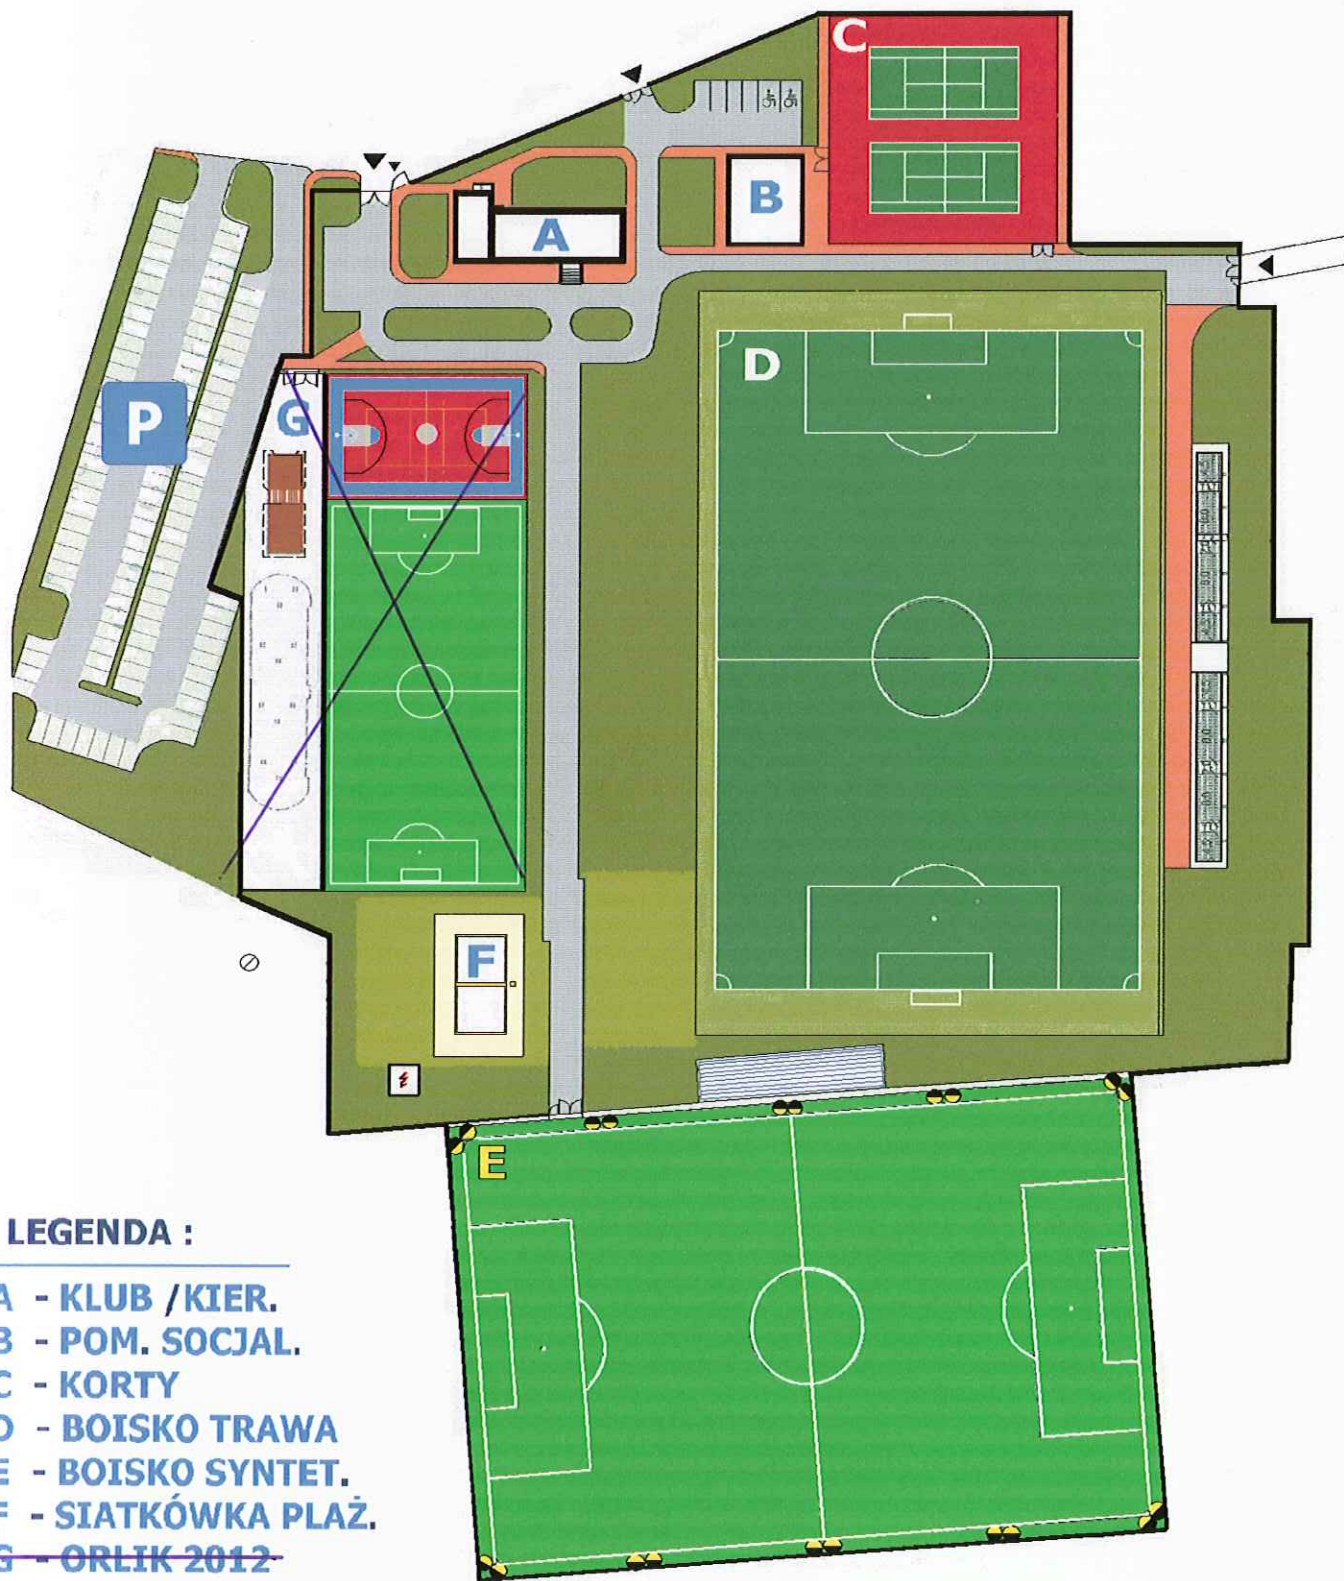 C
B
A
D
P
G
F
E
LEGENDA :
A - KLUB /KIER.
B - POM. SOCJAL.
C - KORTY
D - BOISKO TRAWA
E - BOISKO SYNTET.
F - SIATKÓWKA PLAŻ.
G - ORLIK 2012